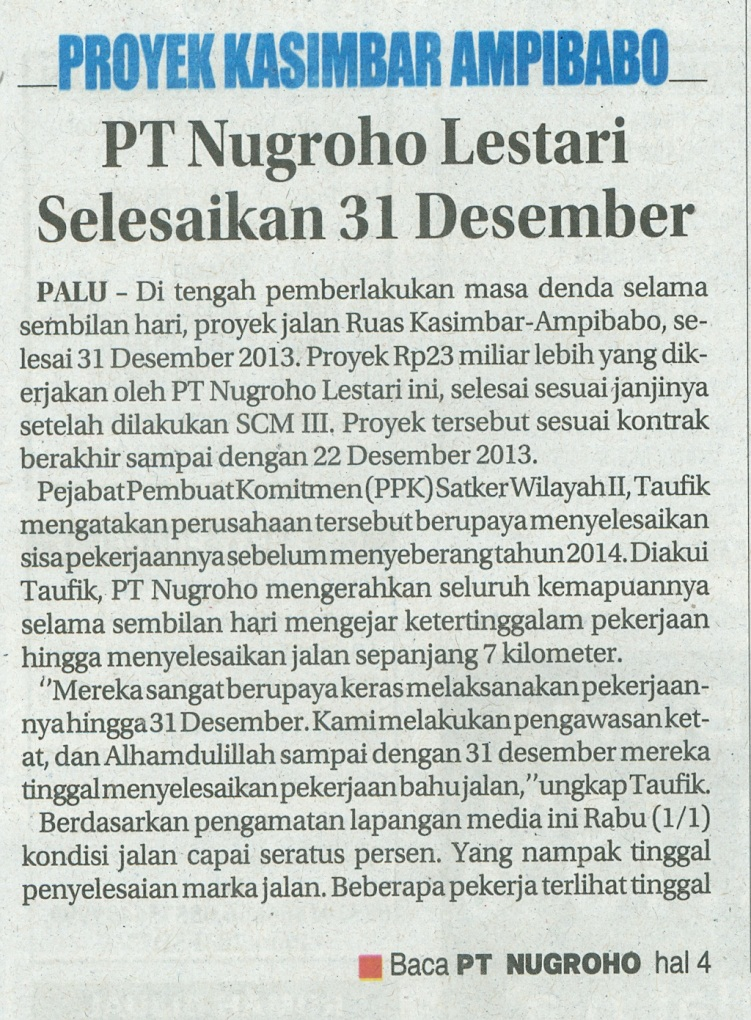 PROYEK KASIMBAR AMPIBABO
PT Nugroho Lestari
Selesaikan 31 Desember
PALU – Di tengah pemberlakukan masa denda selama
sembilan hari, proyek jalan Ruas Kasimbar-Ampibabo, se-
lesai 31 Desember 2013. Proyek Rp23 miliar lebih yang dik-
erjakan oleh PT Nugroho Lestari ini, selesai sesuai janjinya
setelah dilakukan SCM III. Proyek tersebut sesuai kontrak
berakhir sampai dengan 22 Desember 2013.
Pejabat Pembuat Komitmen (PPK) Satker Wilayah II, Taufik
mengatakan perusahaan tersebut berupaya menyelesaikan
sisa pekerjaannya sebelum menyeberang tahun 2014. Diakui
Taufik, PT Nugroho mengerahkan seluruh kemapuannya
selama sembilan hari mengejar ketertinggalam pekerjaan
hingga menyelesaikan jalan sepanjang 7 kilometer.
''Mereka sangat berupaya keras melaksanakan pekerjaan-
nya hingga 31 Desember. Kami melakukan pengawasan ket-
at, dan Alhamdulillah sampai dengan 31 desember mereka
tinggal menyelesaikan pekerjaan bahu jalan,'' ungkap Taufik.
Berdasarkan pengamatan lapangan media ini Rabu (1/1)
kondisi jalan capai seratus persen. Yang nampak tinggal
penyelesaian marka jalan. Beberapa pekerja terlihat tinggal
Baca PT NUGROHO hal 4